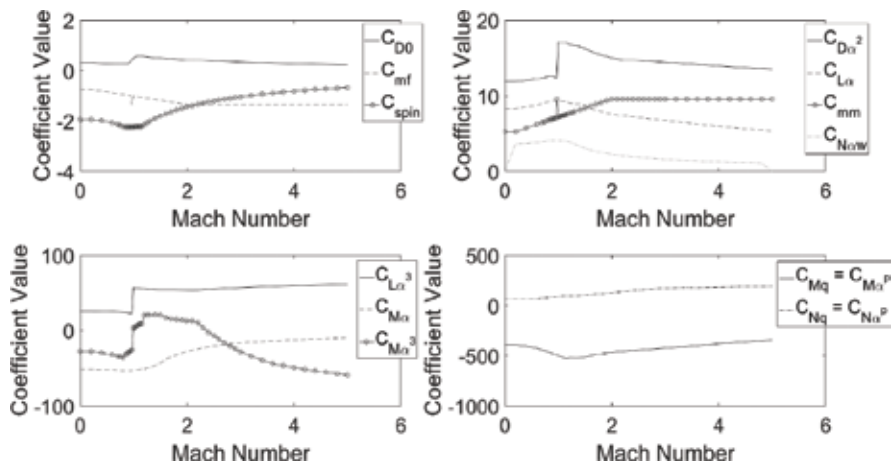 Coefficient Value
2
0
-2
-4
0 2 4 6
Mach Number
C_D0
C_mf
C_spin
Coefficient Value
20
10
0
0 2 4 6
Mach Number
C_Dα²
C_Lα
C_mm
C_Nαw
Coefficient Value
100
0
-100
0 2 4 6
Mach Number
C_Lα³
C_Mα
C_Mα³
Coefficient Value
500
0
-500
-1000
0 2 4 6
Mach Number
C_Mq = C_Mαᵖ
C_Nq = C_Nαᵖ